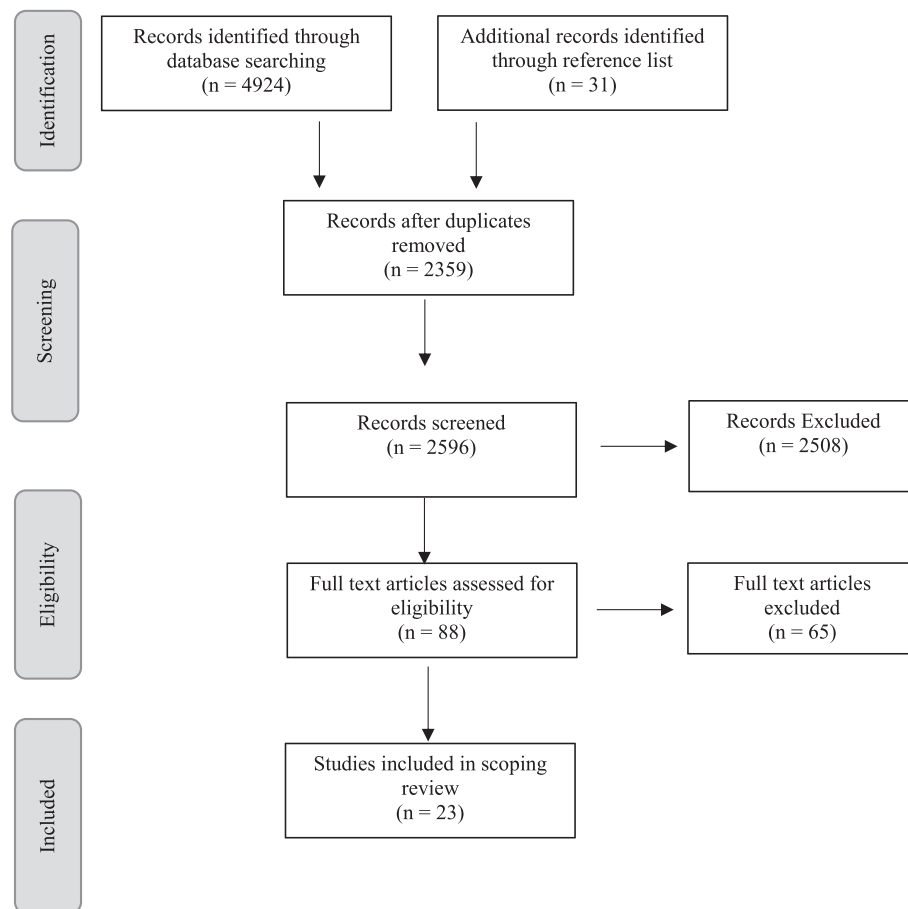 Identification
Records identified through
database searching
(n = 4924)
Additional records identified
through reference list
(n = 31)
Screening
Records after duplicates
removed
(n = 2359)
Records screened
(n = 2596)
Records Excluded
(n = 2508)
Eligibility
Full text articles assessed for
eligibility
(n = 88)
Full text articles
excluded
(n = 65)
Included
Studies included in scoping
review
(n = 23)